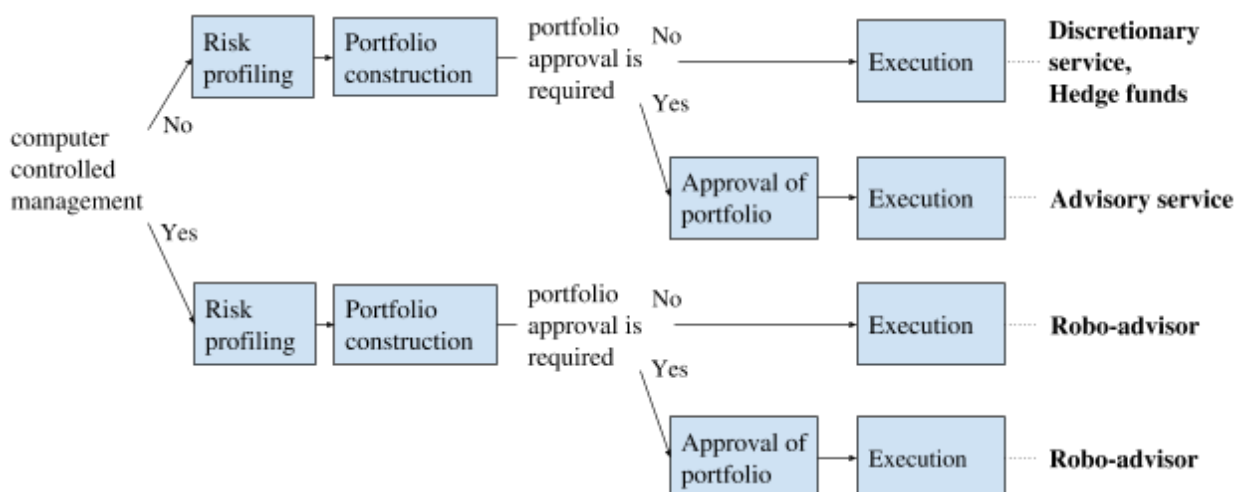 computer
controlled
management
No
Risk
profiling
Portfolio
construction
portfolio
approval is
required
No
Execution
Discretionary
service,
Hedge funds
Yes
Approval of
portfolio
Execution
Advisory service
Yes
Risk
profiling
Portfolio
construction
portfolio
approval is
required
No
Execution
Robo-advisor
Yes
Approval of
portfolio
Execution
Robo-advisor